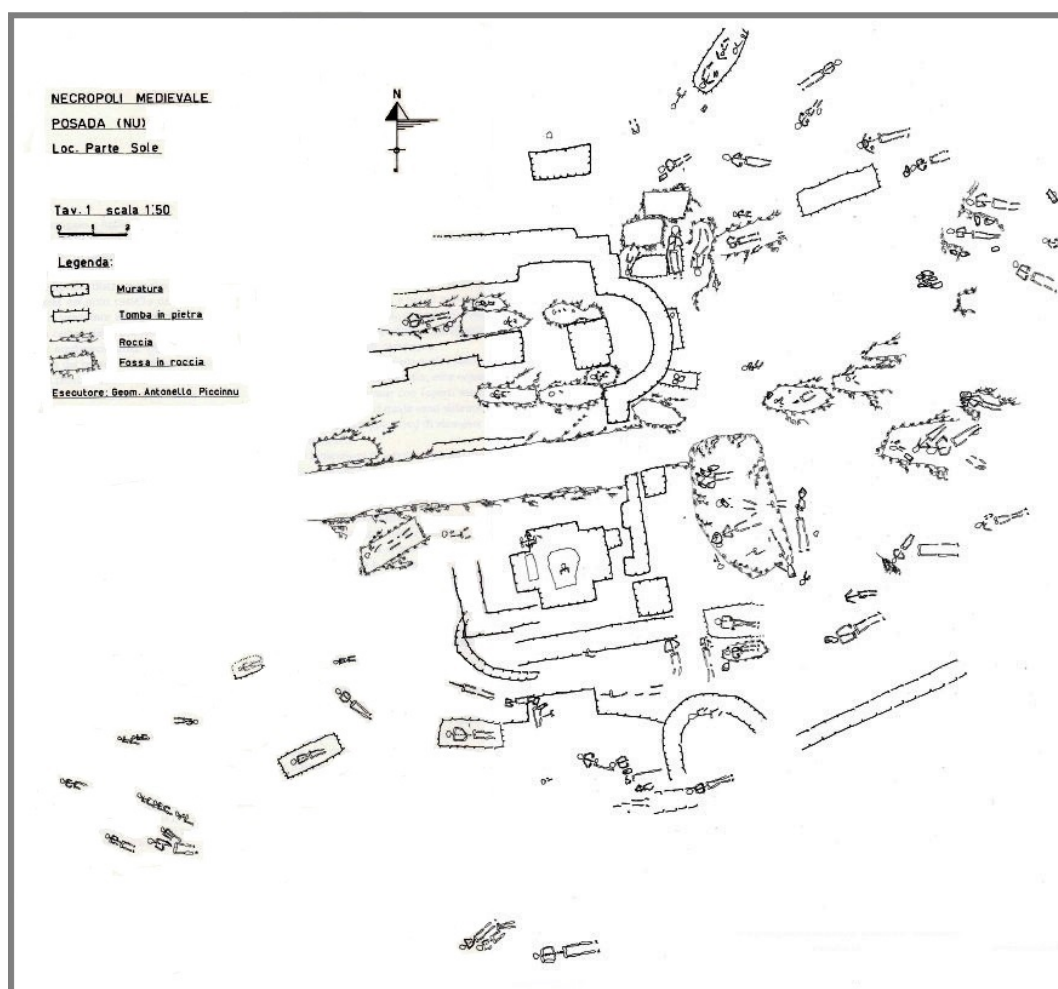 NECROPOLI MEDIEVALE
POSADA (NU)
Loc. Parte Sole
N
Tav. 1 scala 1:50
0 1 2
Legenda:
Muratura
Tomba in pietra
Roccia
Fossa in roccia
Esecutore: Geom. Antonello Piccinnu